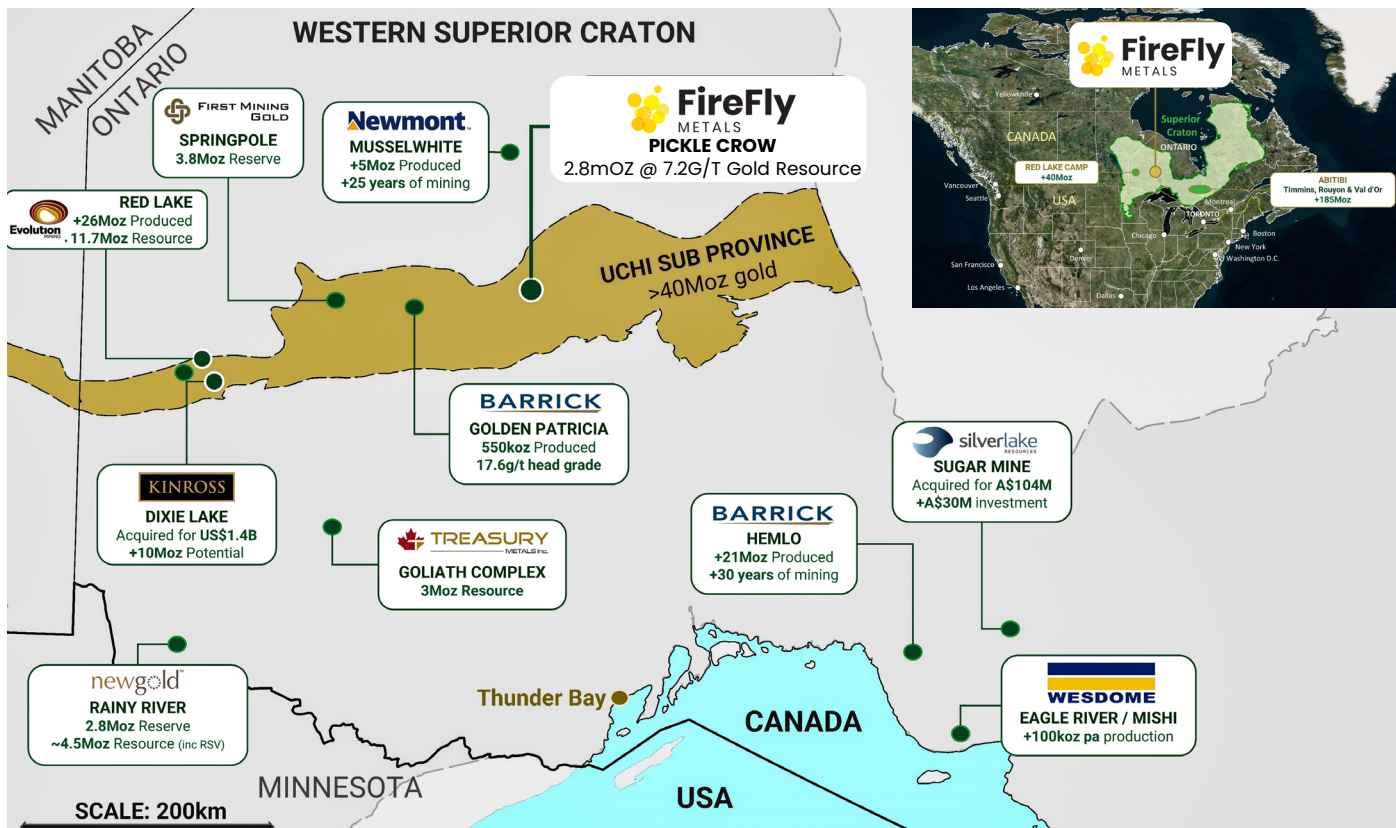 WESTERN SUPERIOR CRATON
MANITOBA
ONTARIO
FIRST MINING
GOLD
SPRINGPOLE
3.8Moz Reserve
Newmont
MUSSELWHITE
+5Moz Produced
+25 years of mining
FireFly
METALS
PICKLE CROW
2.8mOZ @ 7.2G/T Gold Resource
Evolution
MINING
RED LAKE
+26Moz Produced
11.7Moz Resource
UCHI SUB PROVINCE
>40Moz gold
BARRICK
GOLDEN PATRICIA
550koz Produced
17.6g/t head grade
KINROSS
DIXIE LAKE
Acquired for US$1.4B
+10Moz Potential
TREASURY
METALS Inc.
GOLIATH COMPLEX
3Moz Resource
BARRICK
HEMLO
+21Moz Produced
+30 years of mining
silverlake
RESOURCES
SUGAR MINE
Acquired for A$104M
+A$30M investment
newgold™
RAINY RIVER
2.8Moz Reserve
~4.5Moz Resource (inc RSV)
Thunder Bay
CANADA
USA
WESDOME
EAGLE RIVER / MISHI
+100koz pa production
MINNESOTA
SCALE: 200km
FireFly
METALS
Yellowknife
CANADA
Superior
Craton
ONTARIO
RED LAKE CAMP
+40Moz
ABITIBI
Timmins, Rouyon & Val d'Or
+185Moz
Vancouver
Seattle
USA
Montreal
TORONTO
Chicago
Boston
New York
Washington D.C.
Denver
San Francisco
Los Angeles
Dallas